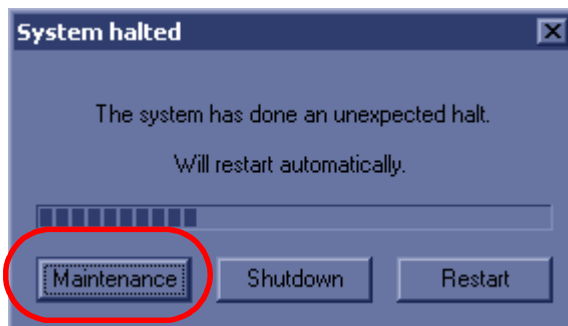 System halted
The system has done an unexpected halt.
Will restart automatically.
Maintenance Shutdown Restart